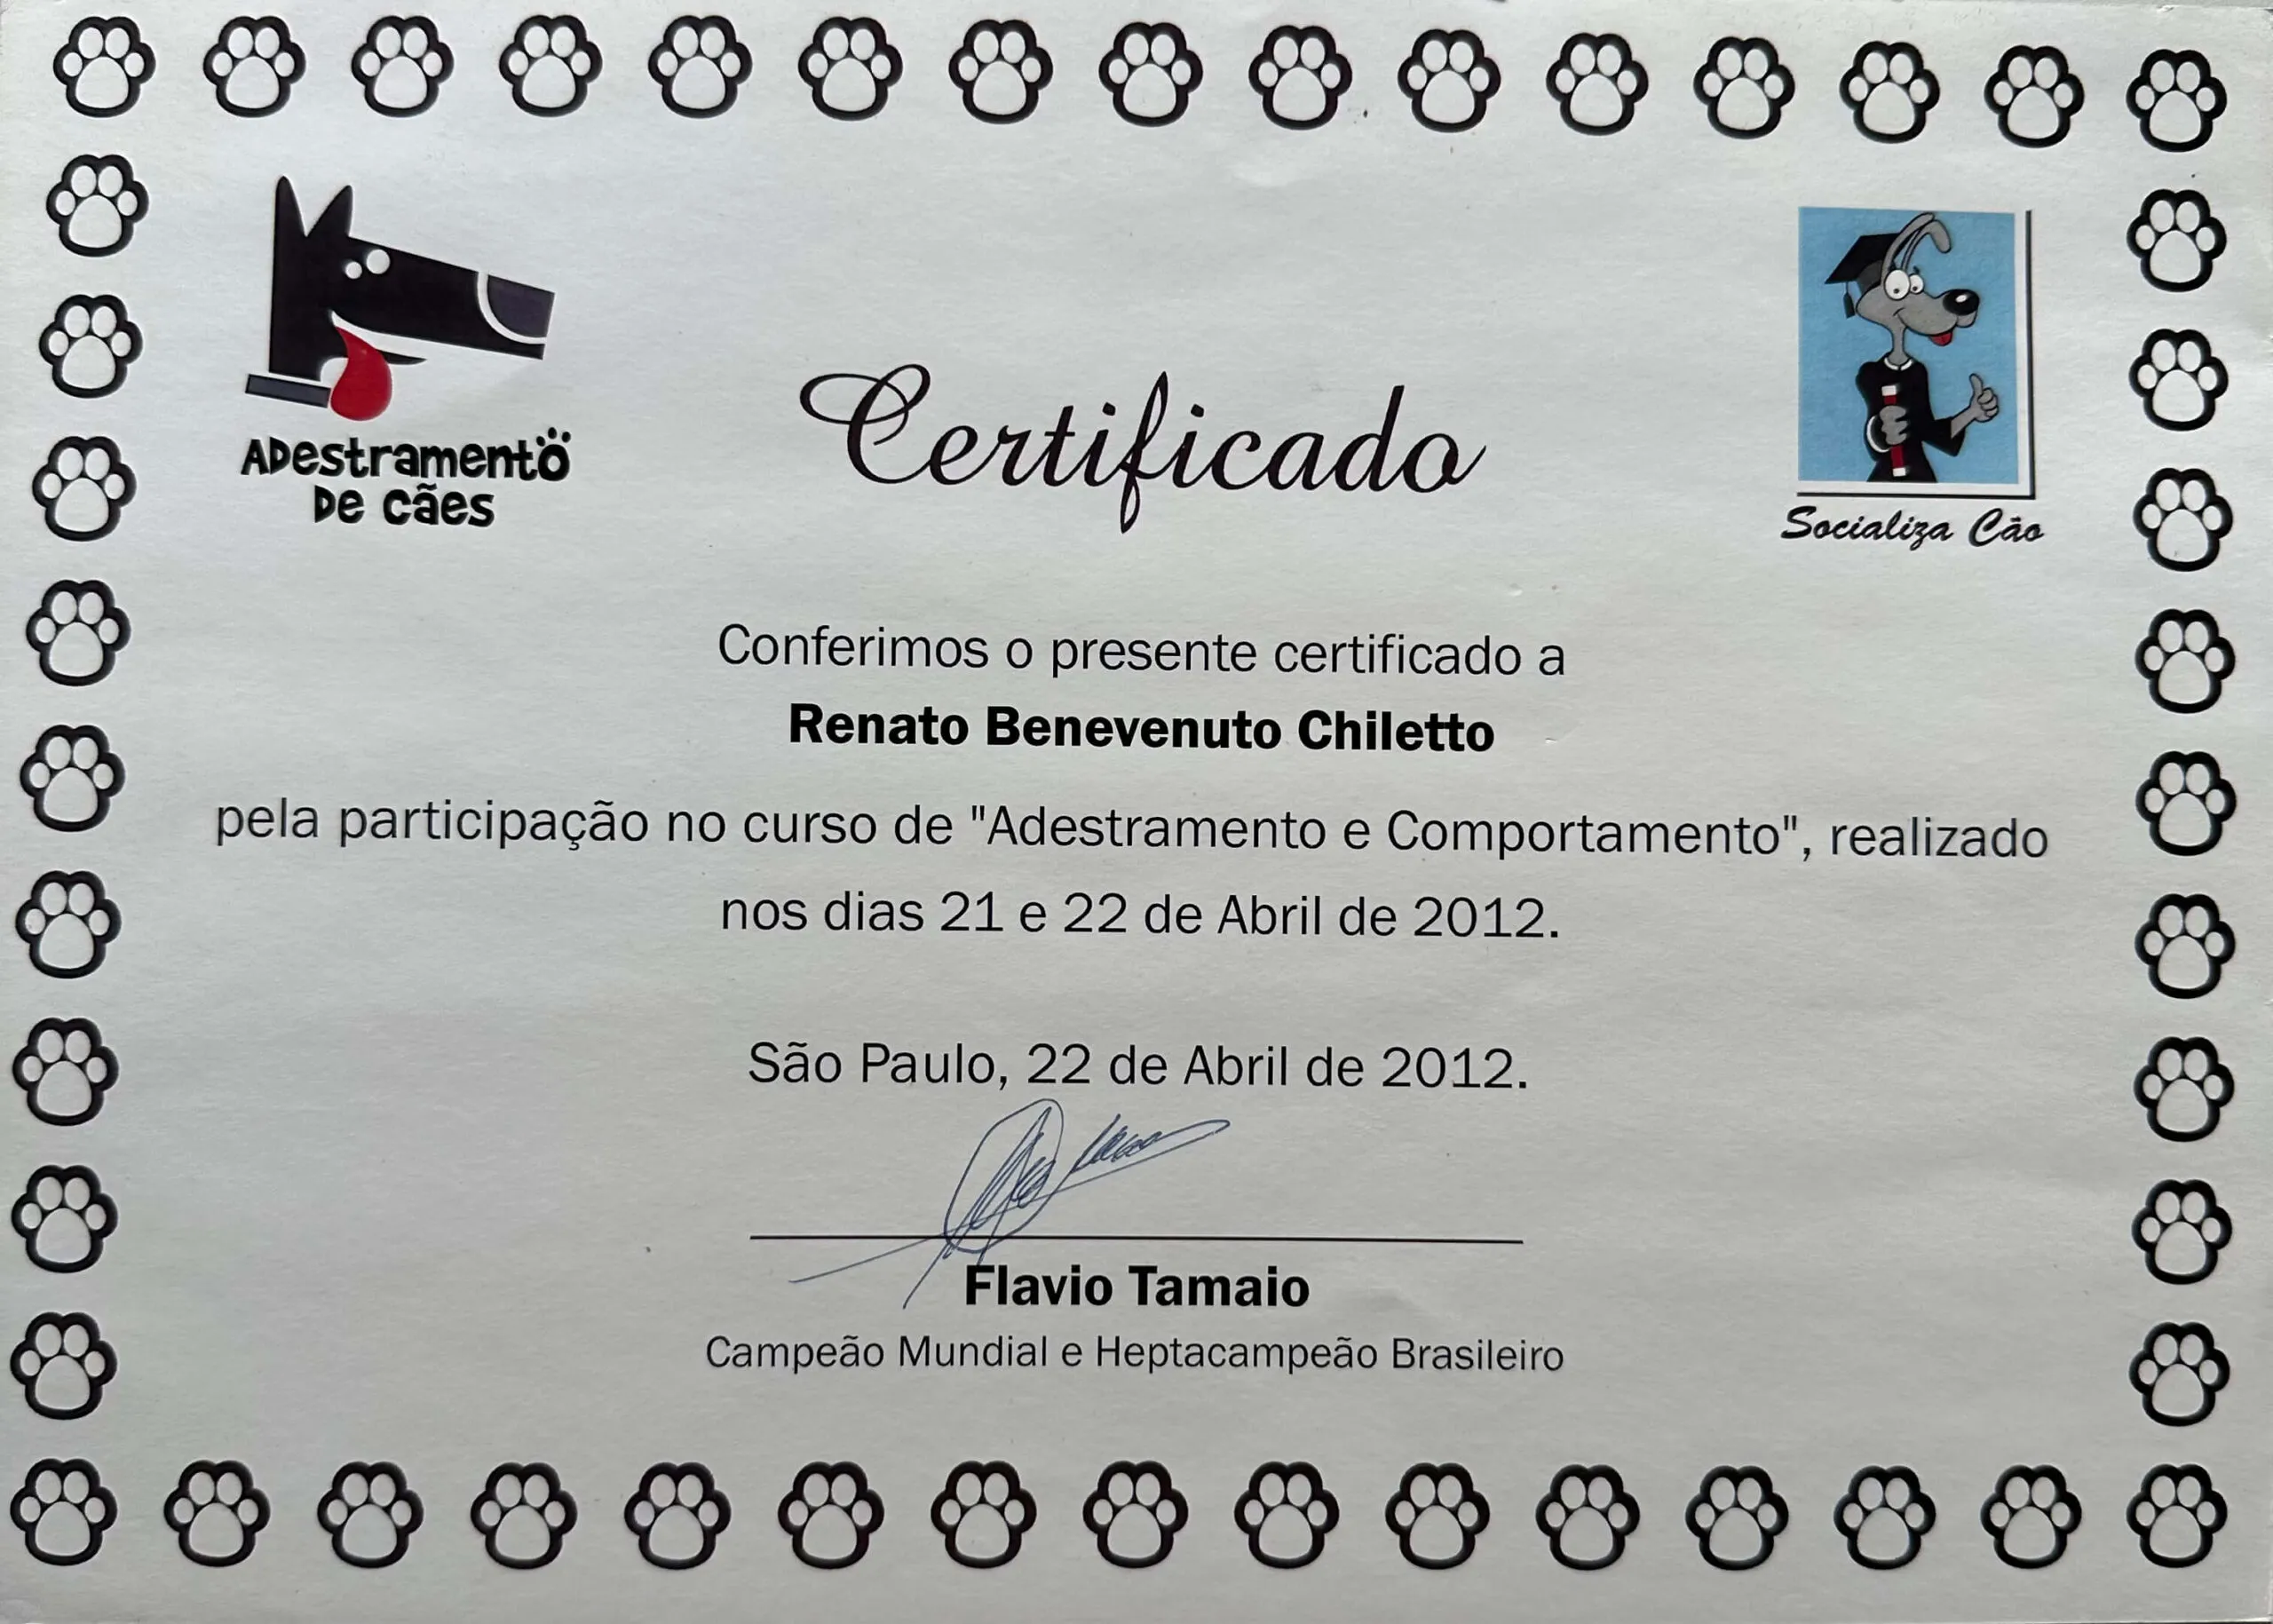 Adestramento
de cães
Certificado
Socializa Cão
Conferimos o presente certificado a
Renato Benevenuto Chiletto
pela participação no curso de "Adestramento e Comportamento", realizado
nos dias 21 e 22 de Abril de 2012.
São Paulo, 22 de Abril de 2012.
Flavio Tamaio
Campeão Mundial e Heptacampeão Brasileiro